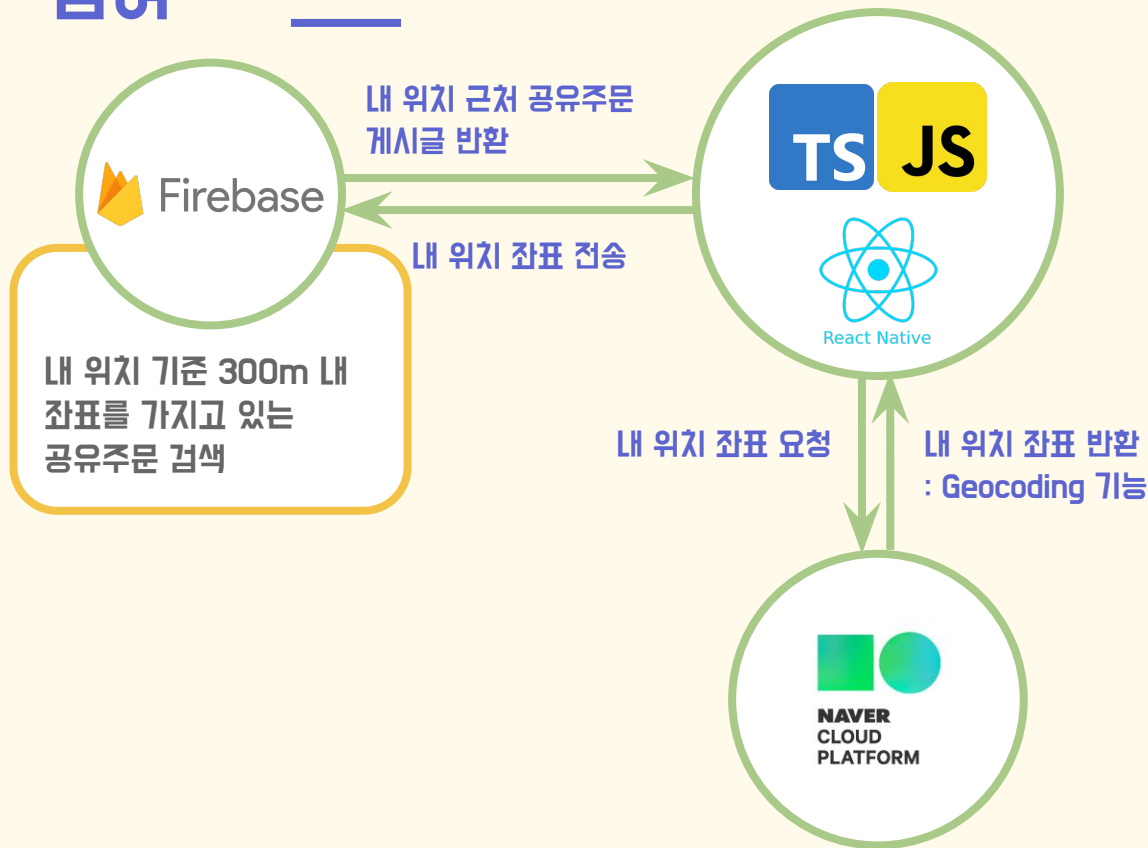 내 위치 근처 공유주문
게시글 반환
TS JS
Firebase
내 위치 좌표 전송
React Native
내 위치 기준 300m 내
좌표를 가지고 있는
공유주문 검색
내 위치 좌표 요청
내 위치 좌표 반환
: Geocoding 기능
NAVER
CLOUD
PLATFORM